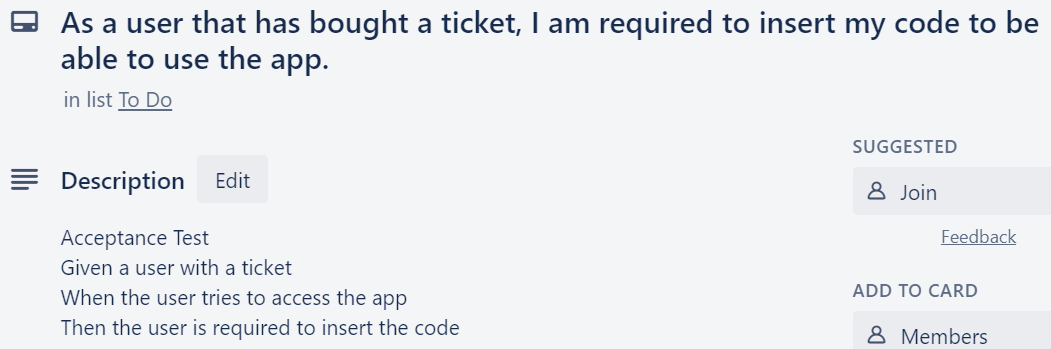 As a user that has bought a ticket, I am required to insert my code to be
able to use the app.
in list To Do
SUGGESTED
Description Edit
Join
Acceptance Test
Feedback
Given a user with a ticket
When the user tries to access the app
ADD TO CARD
Then the user is required to insert the code
Members